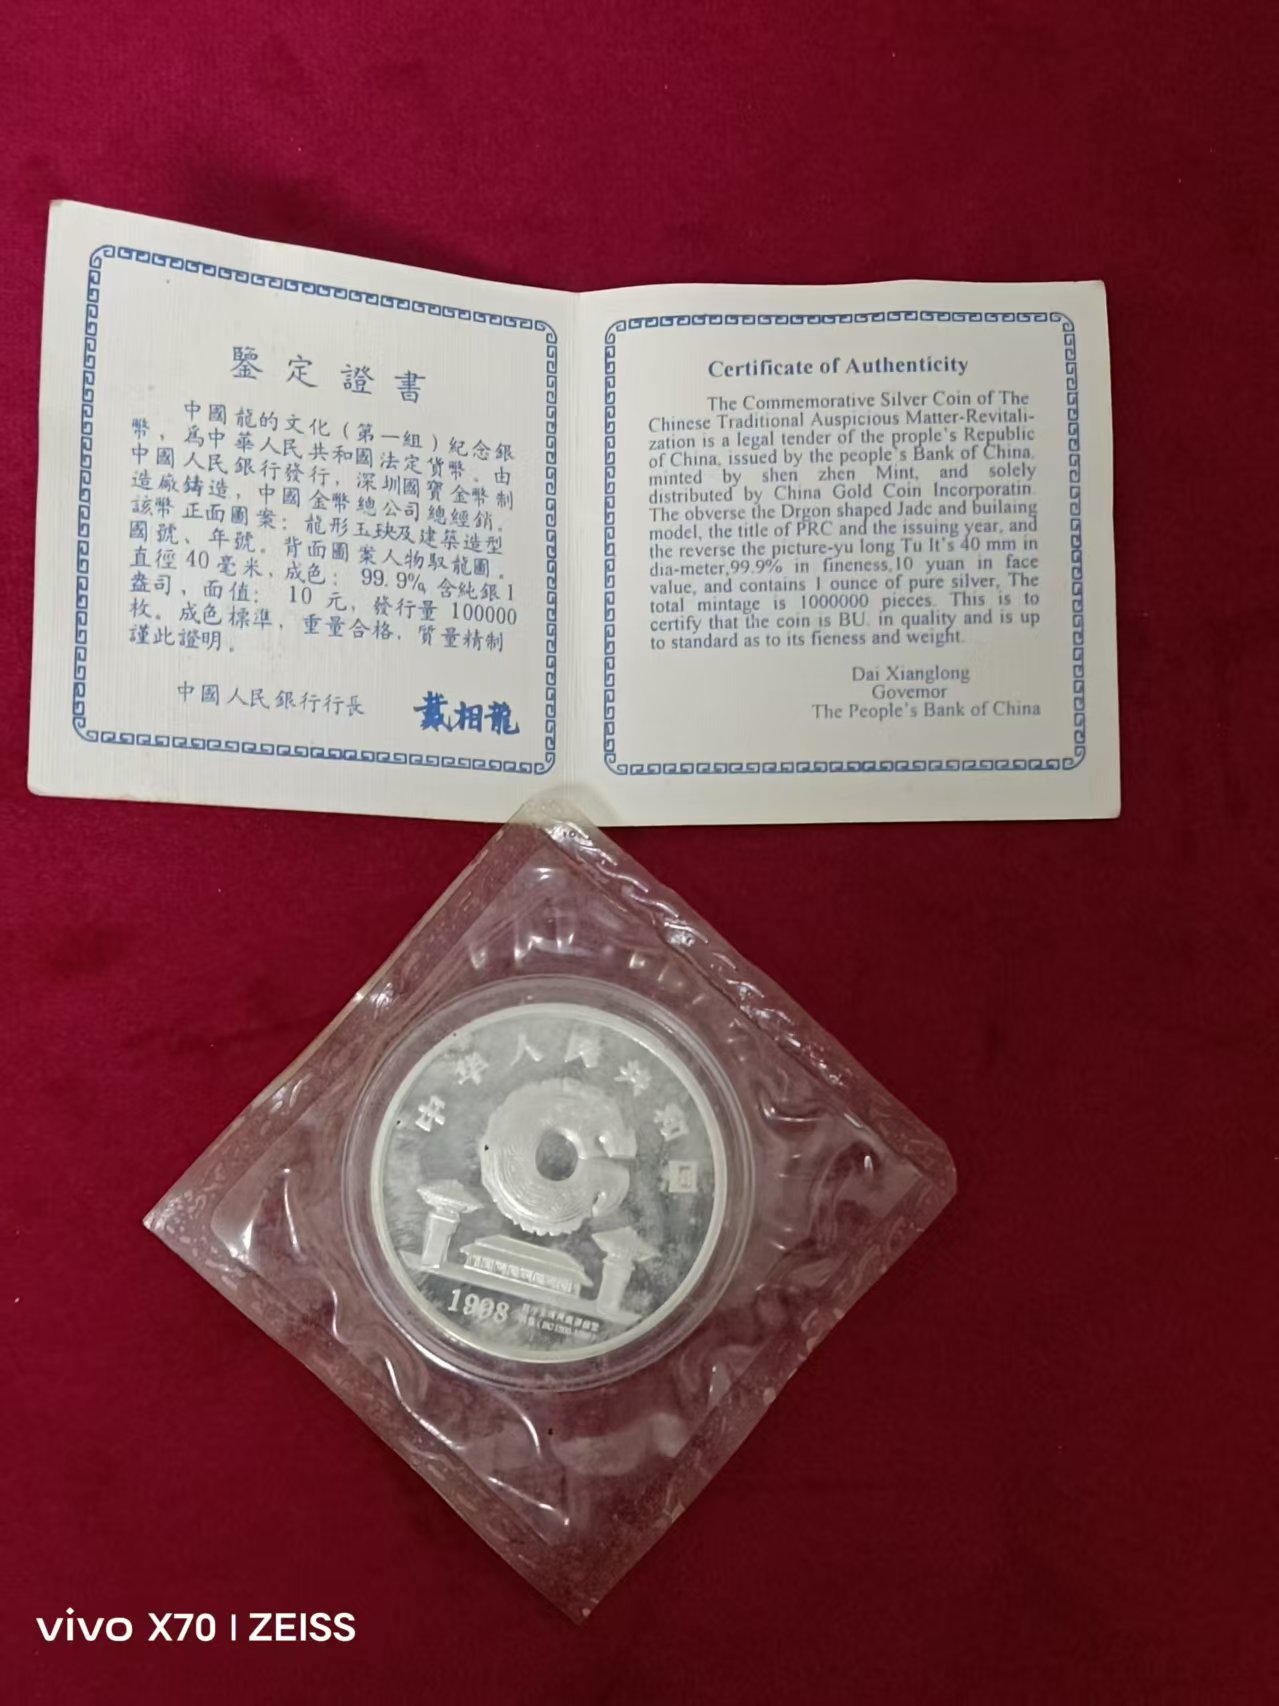 鑒定證書
中國龍的文化（第一組）紀念銀
幣，爲中華人民共和國法定貨幣。由
中國人民銀行發行，深圳國寶金幣制
造廠鑄造，中國金幣總公司總經銷。
該幣正面圖案：龍形玉玦及建築造型
國號、年號。背面圖案人物馭龍圖。
直徑40毫米，成色：99.9%，含純銀1
盎司，面值：10元，發行量100000
枚。成色標準，重量合格，質量精制
謹此證明。
中國人民銀行行長 戴相龍
Certificate of Authenticity
The Commemorative Silver Coin of The
Chinese Traditional Auspicious Matter-Revitali-
zation is a legal tender of the prople's Republic
of China, issued by the people's Bank of China,
minted by shen zhen Mint, and solely
distributed by China Gold Coin Incorporatin.
The obverse the Drgon shaped Jade and builaing
model, the title of PRC and the issuing year, and
the reverse the picture-yu long Tu It's 40 mm in
dia-meter,99.9% in fineness,10 yuan in face
value, and contains 1 ounce of pure silver, The
total mintage is 1000000 pieces. This is to
certify that the coin is BU. in quality and is up
to standard as to its fieness and weight.
Dai Xianglong
Govemor
The People's Bank of China
中华人民共和国
1998
vivo X70 | ZEISS